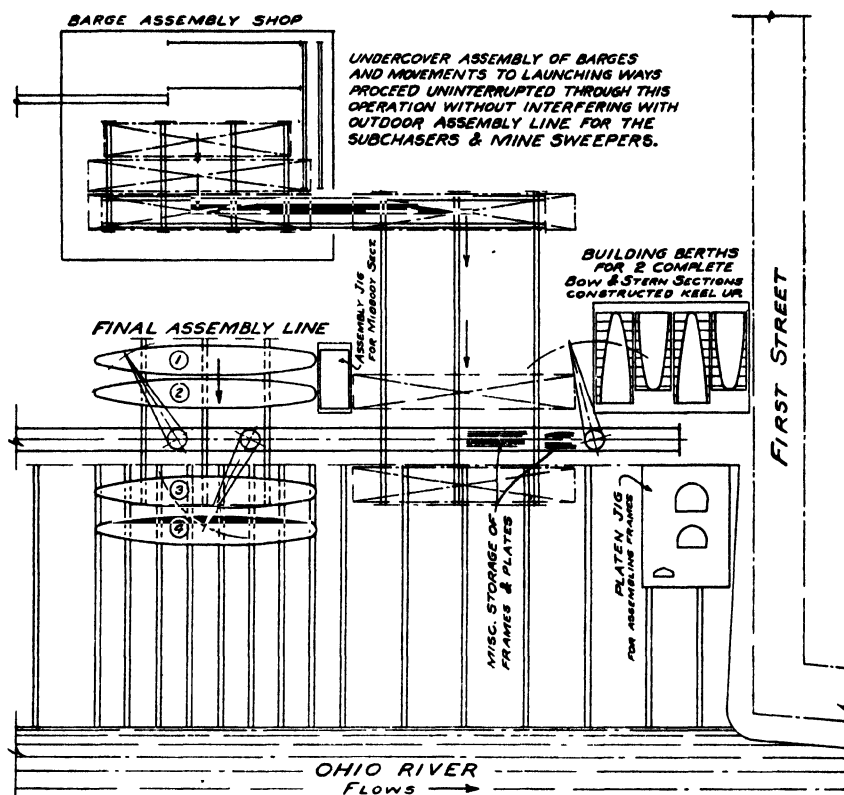 BARGE ASSEMBLY SHOP
UNDERCOVER ASSEMBLY OF BARGES
AND MOVEMENTS TO LAUNCHING WAYS
PROCEED UNINTERRUPTED THROUGH THIS
OPERATION WITHOUT INTERFERING WITH
OUTDOOR ASSEMBLY LINE FOR THE
SUBCHASERS & MINE SWEEPERS.
BUILDING BERTHS
FOR 2 COMPLETE
BOW & STERN SECTIONS
CONSTRUCTED KEEL UP
ASSEMBLY JIG
FOR MIDBODY SECT.
FINAL ASSEMBLY LINE
1
2
3
4
FIRST STREET
MISC. STORAGE OF
FRAMES & PLATES
PLATEN JIG
FOR ASSEMBLING FRAMES
OHIO RIVER
FLOWS